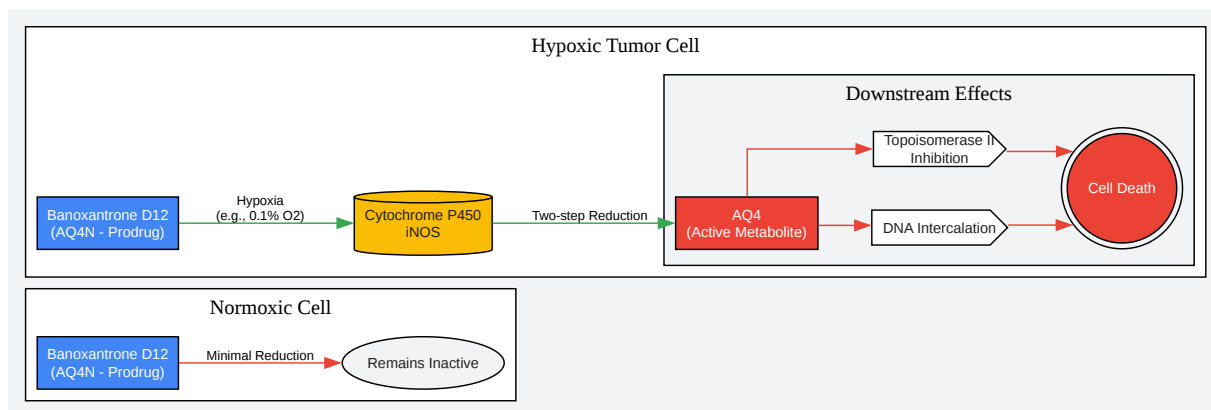 Hypoxic Tumor Cell
Downstream Effects
Topoisomerase II
Inhibition
Cell Death
Hypoxia
(e.g., 0.1% O2)
Banoxantrone D12
(AQ4N - Prodrug)
Cytochrome P450
iNOS
Two-step Reduction
AQ4
(Active Metabolite)
DNA Intercalation
Normoxic Cell
Banoxantrone D12
(AQ4N - Prodrug)
Minimal Reduction
Remains Inactive